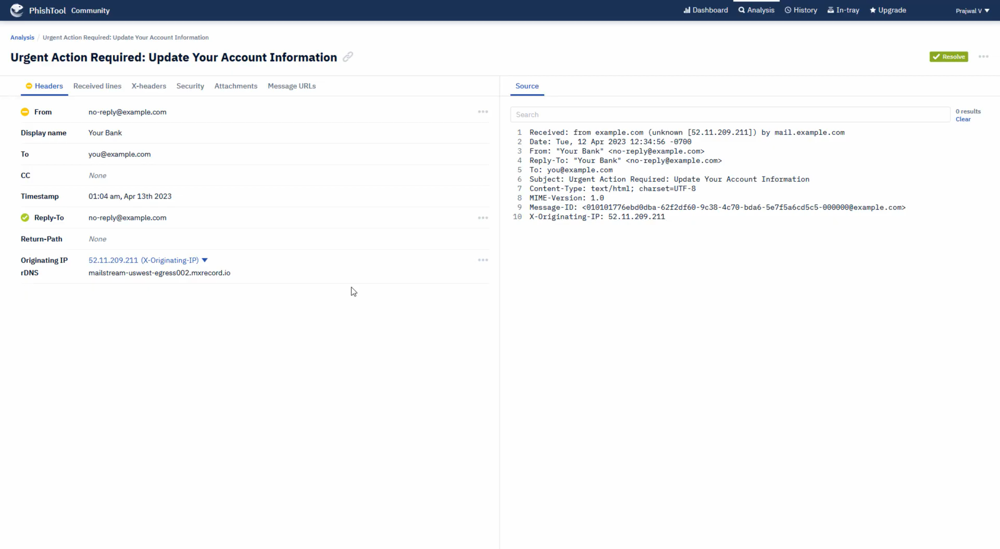 PhishTool Community
Dashboard
Analysis
History
In-tray
Upgrade
Prajwal V
Analysis / Urgent Action Required: Update Your Account Information
Urgent Action Required: Update Your Account Information
Resolve
Headers
Received lines
X-headers
Security
Attachments
Message URLs
From no-reply@example.com
Display name Your Bank
To you@example.com
CC None
Timestamp 01:04 am, Apr 13th 2023
Reply-To no-reply@example.com
Return-Path None
Originating IP 52.11.209.211 (X-Originating-IP)
rDNS mailstream-uswest-egress002.mxrecord.io
Source
Search
0 results
Clear
1 Received: from example.com (unknown [52.11.209.211]) by mail.example.com
2 Date: Tue, 12 Apr 2023 12:34:56 -0700
3 From: "Your Bank" <no-reply@example.com>
4 Reply-To: "Your Bank" <no-reply@example.com>
5 To: you@example.com
6 Subject: Urgent Action Required: Update Your Account Information
7 Content-Type: text/html; charset=UTF-8
8 MIME-Version: 1.0
9 Message-ID: <010101776ebd0dba-62f2df60-9c38-4c70-bda6-5e7f5a6cd5c5-000000@example.com>
10 X-Originating-IP: 52.11.209.211